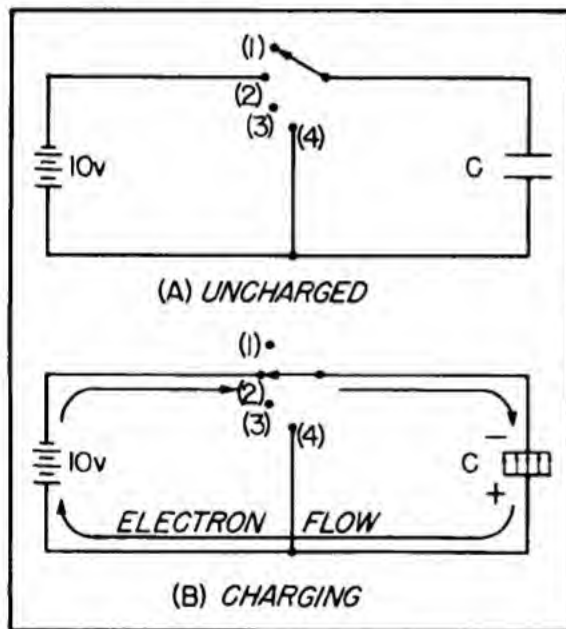 (1)
(2)
(3)
(4)
10v
C
(A) UNCHARGED
(1)
(2)
(3)
(4)
10v
C
−
+
ELECTRON FLOW
(B) CHARGING